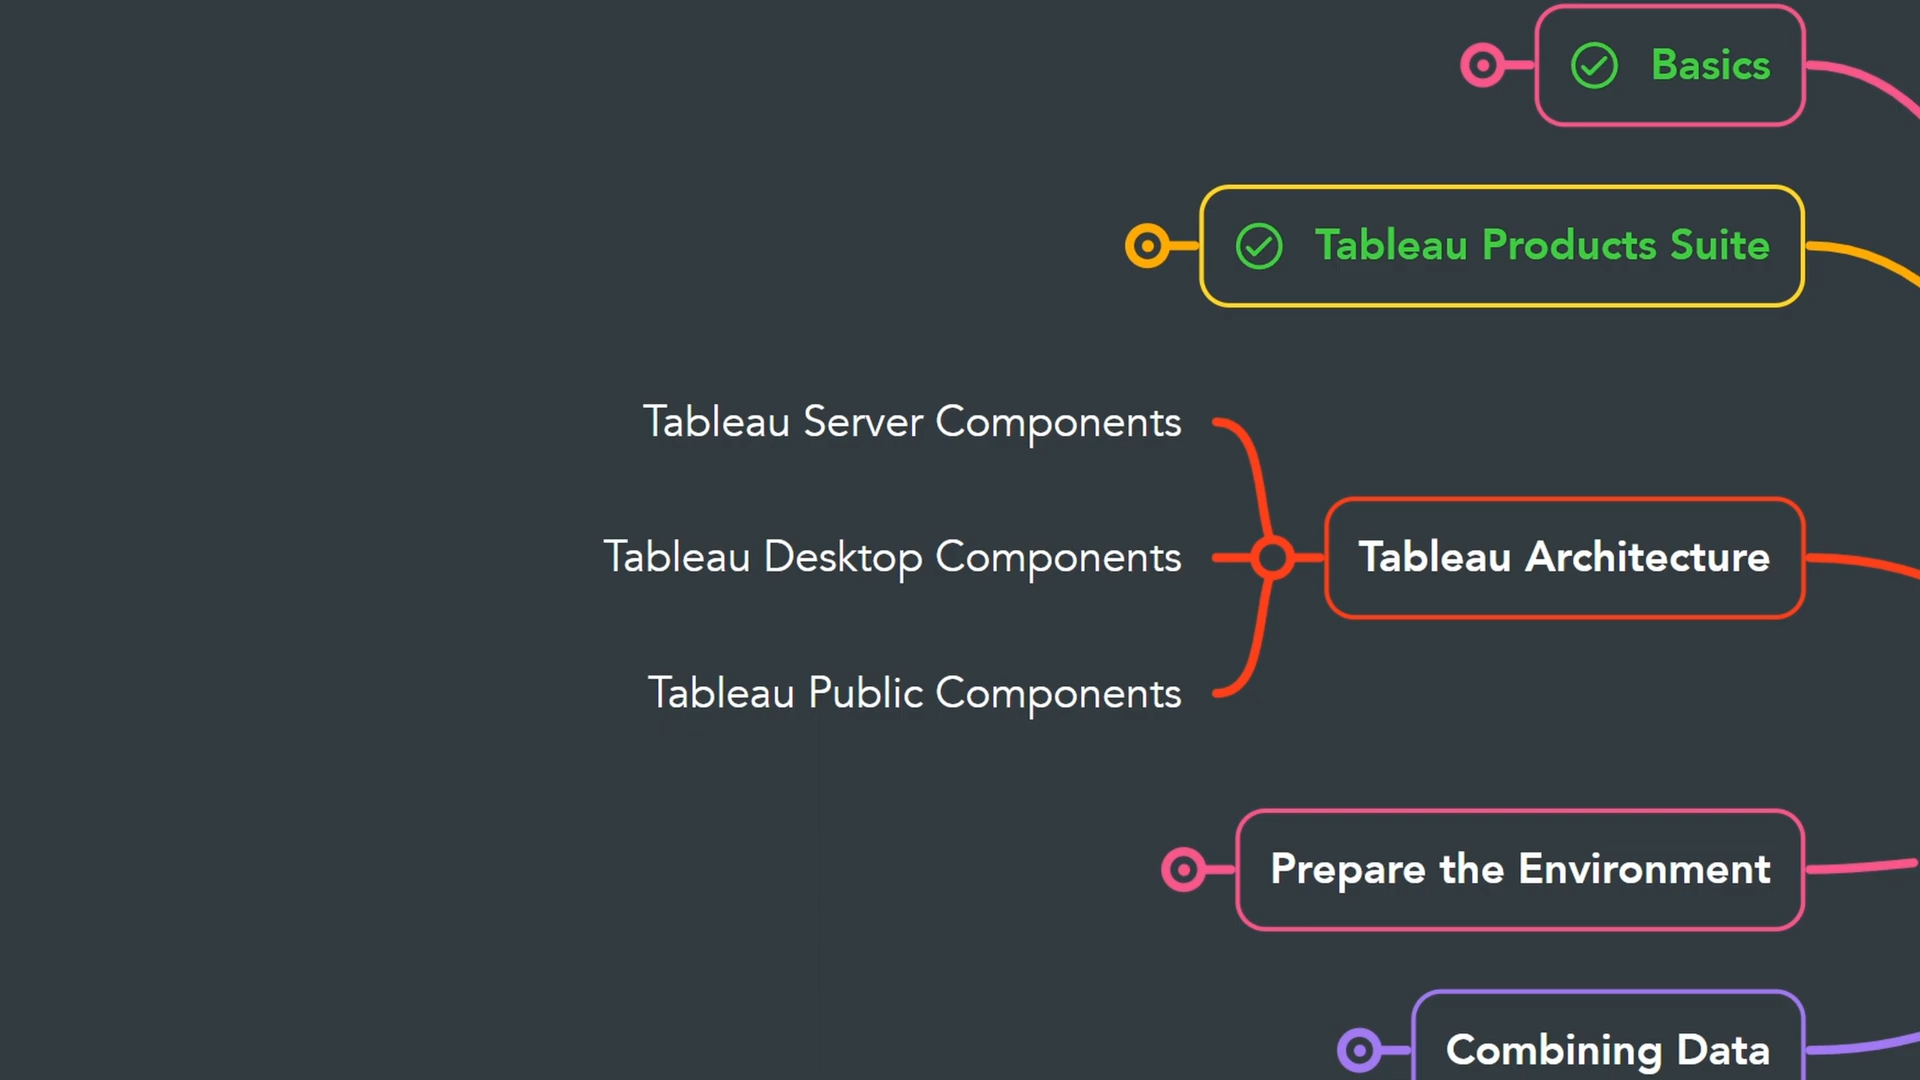 Basics
Tableau Products Suite
Tableau Server Components
Tableau Desktop Components
Tableau Architecture
Tableau Public Components
Prepare the Environment
Combining Data